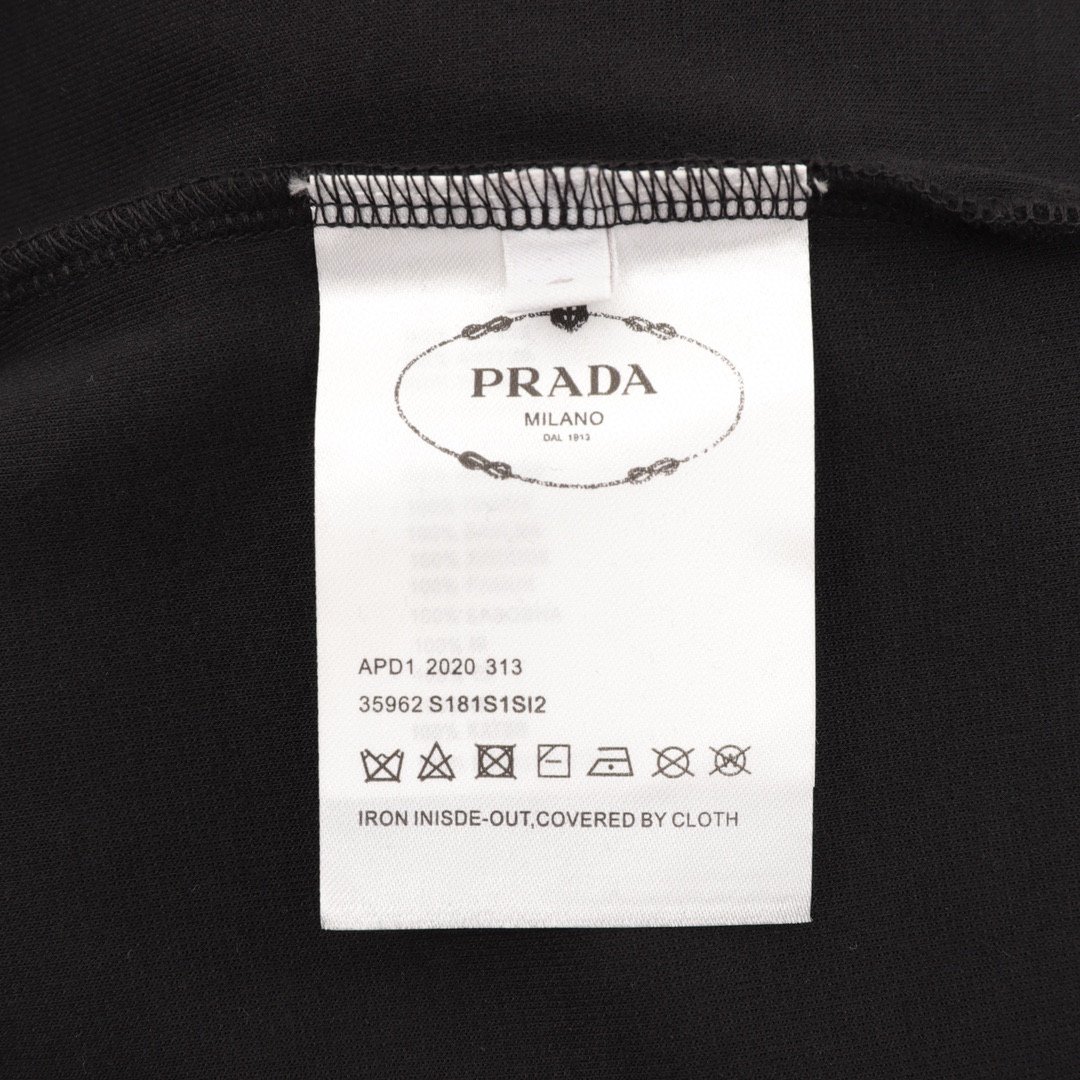 PRADA
MILANO
DAL 1913
APD1 2020 313
35962 S181S1SI2
IRON INISDE-OUT,COVERED BY CLOTH